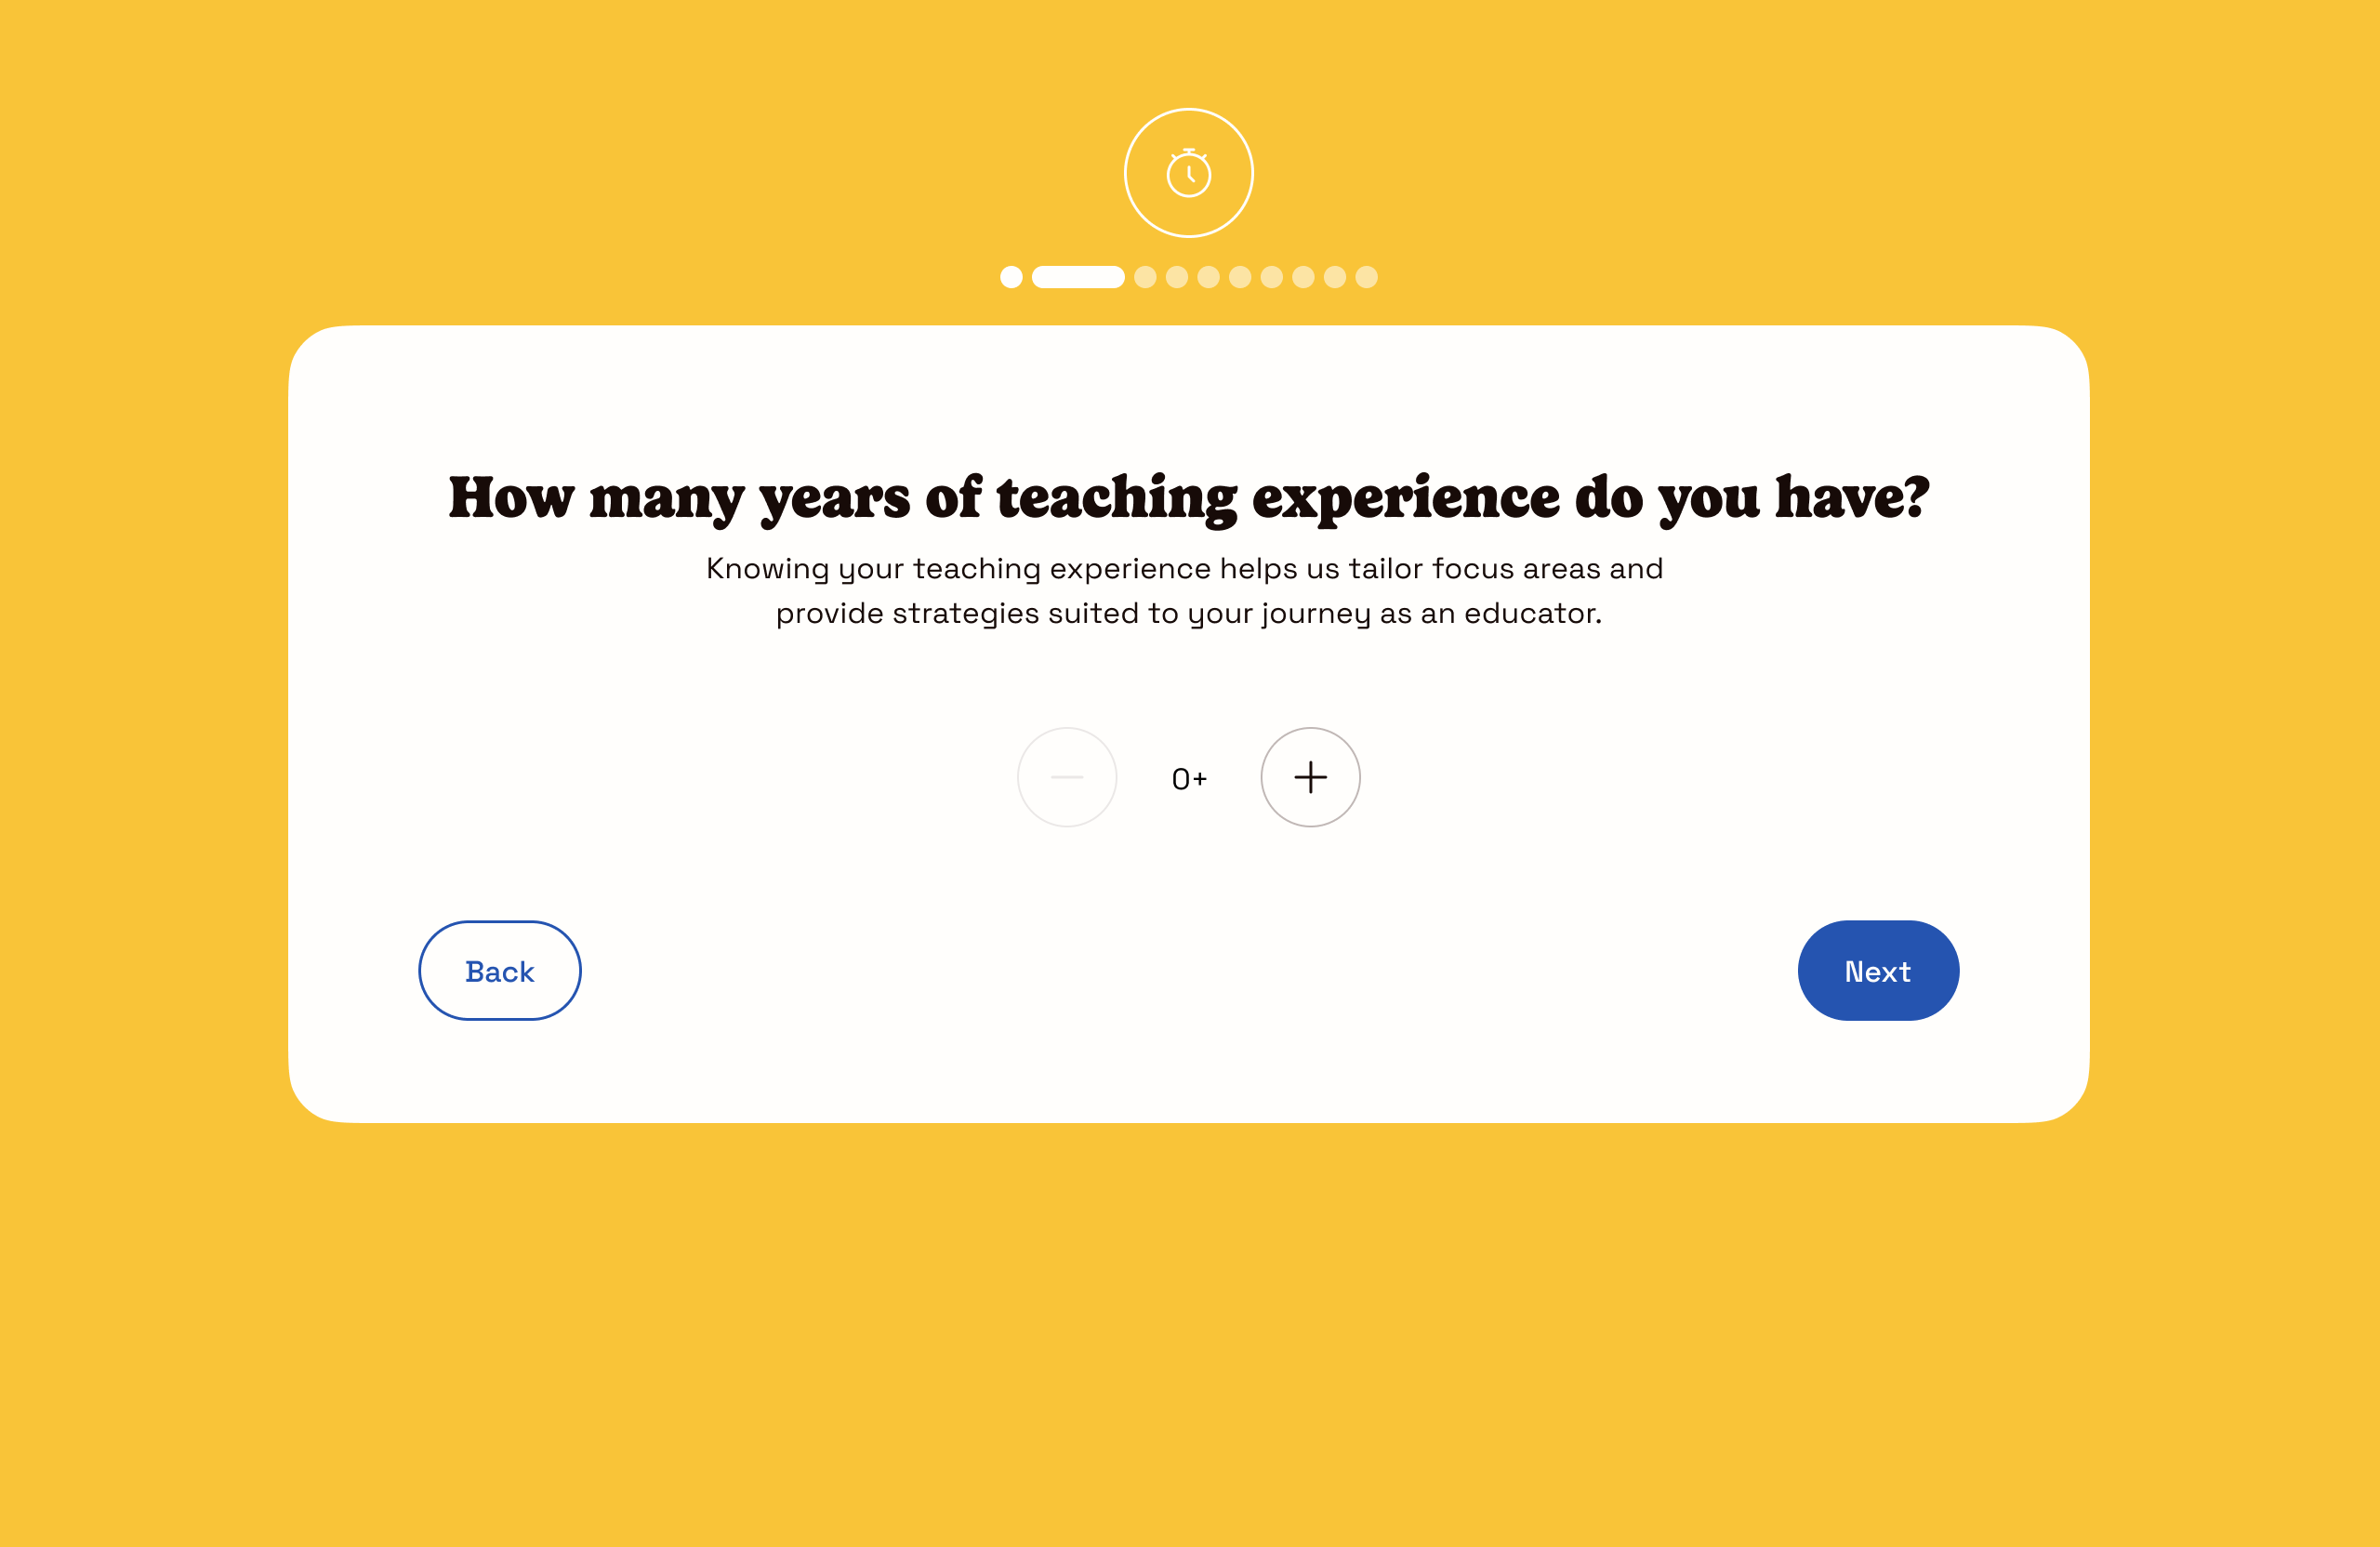 How many years of teaching experience do you have?
Knowing your teaching experience helps us tailor focus areas and
provide strategies suited to your journey as an educator.
0+
Back
Next